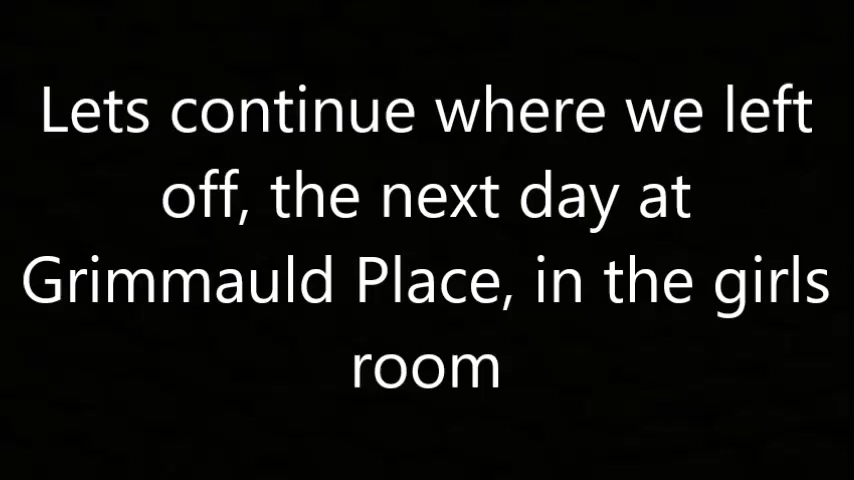 Lets continue where we left
off, the next day at
Grimmauld Place, in the girls
room